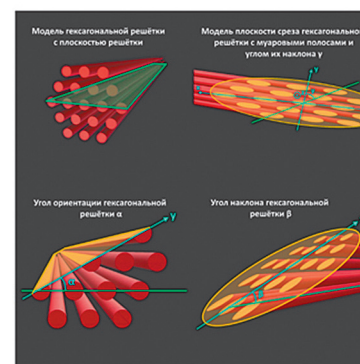 Модель гексагональной решётки
с плоскостью решётки
Модель плоскости среза гексагонально
решётки с муаровыми полосами и
углом их наклона γ
γ
Угол ориентации гексагональной
решётки α
y
α
Угол наклона гексагональной
решётки β